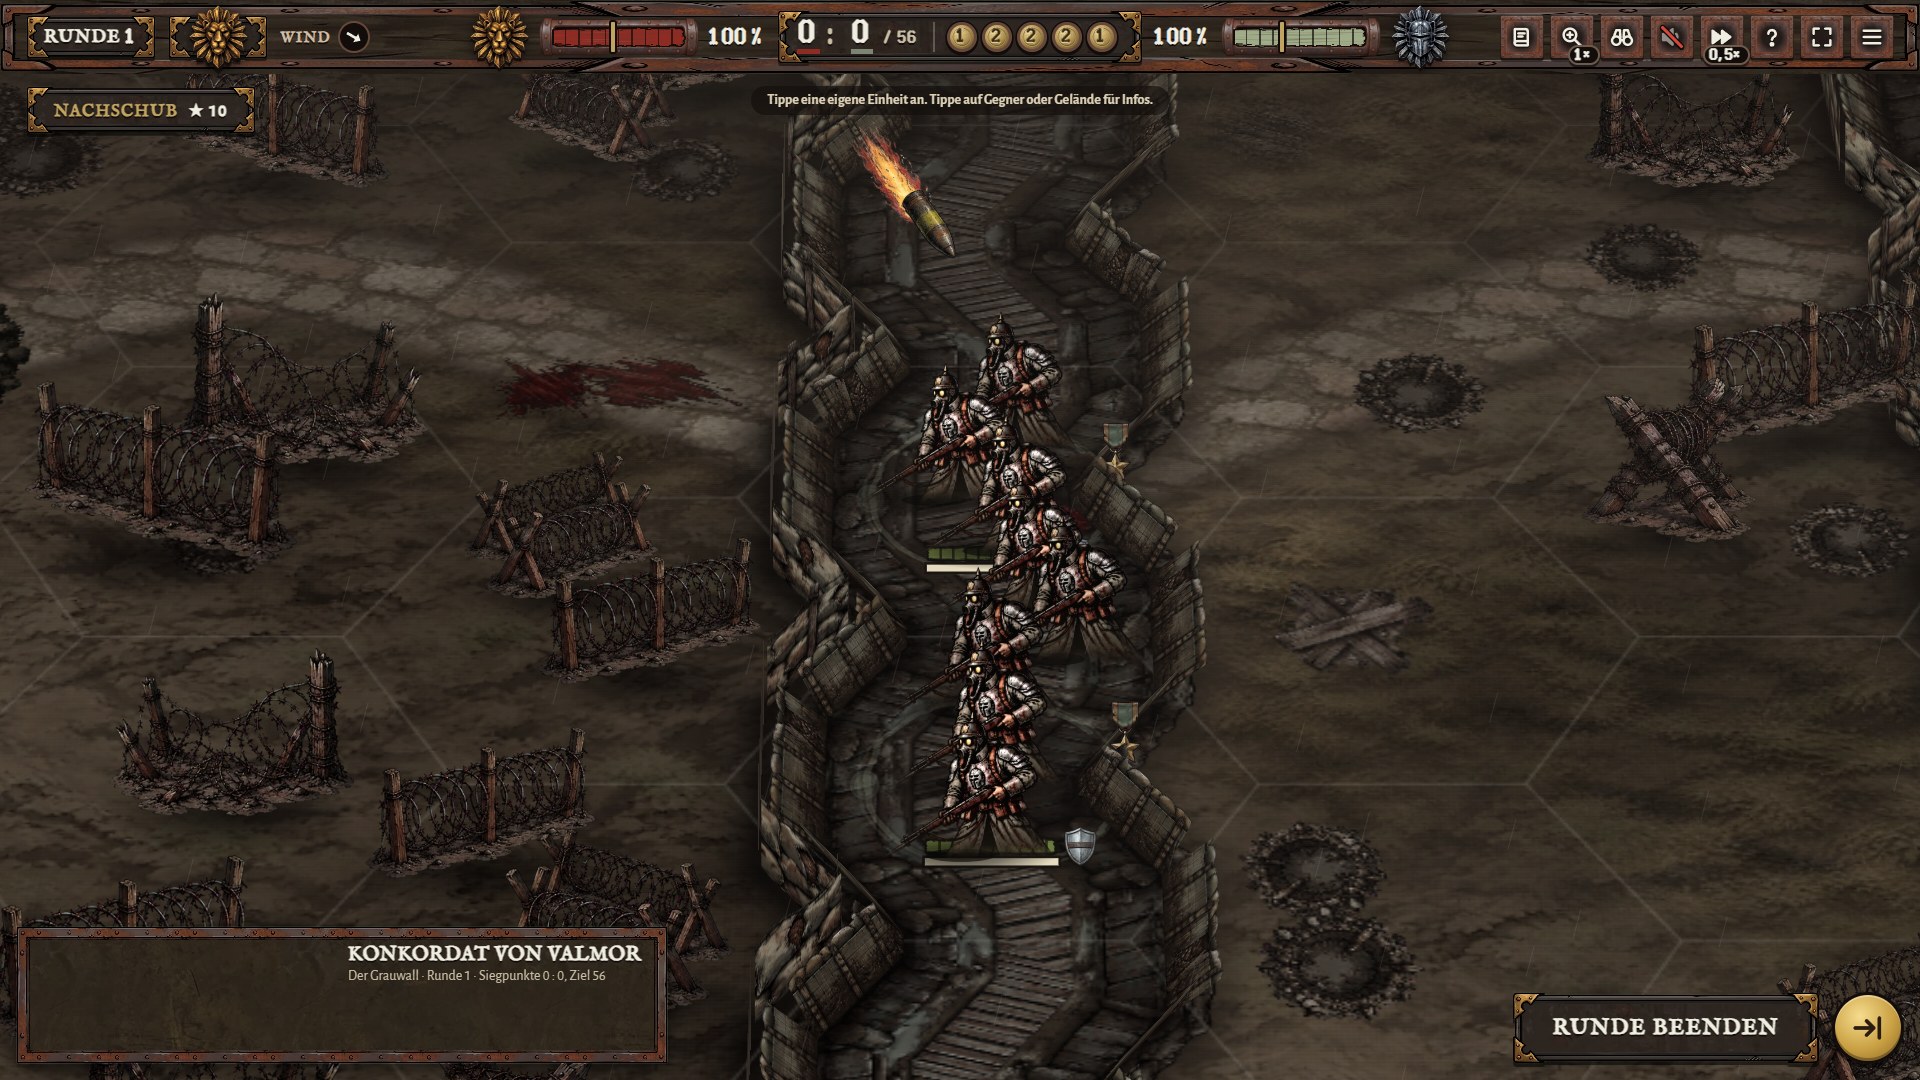 RUNDE 1
WIND
100 %
0 : 0 / 56
1 2 2 2 1
100 %
1×
0,5×
?
NACHSCHUB ★ 10
Tippe eine eigene Einheit an. Tippe auf Gegner oder Gelände für Infos.
KONKORDAT VON VALMOR
Der Grauwall · Runde 1 · Siegpunkte 0 : 0, Ziel 56
RUNDE BEENDEN